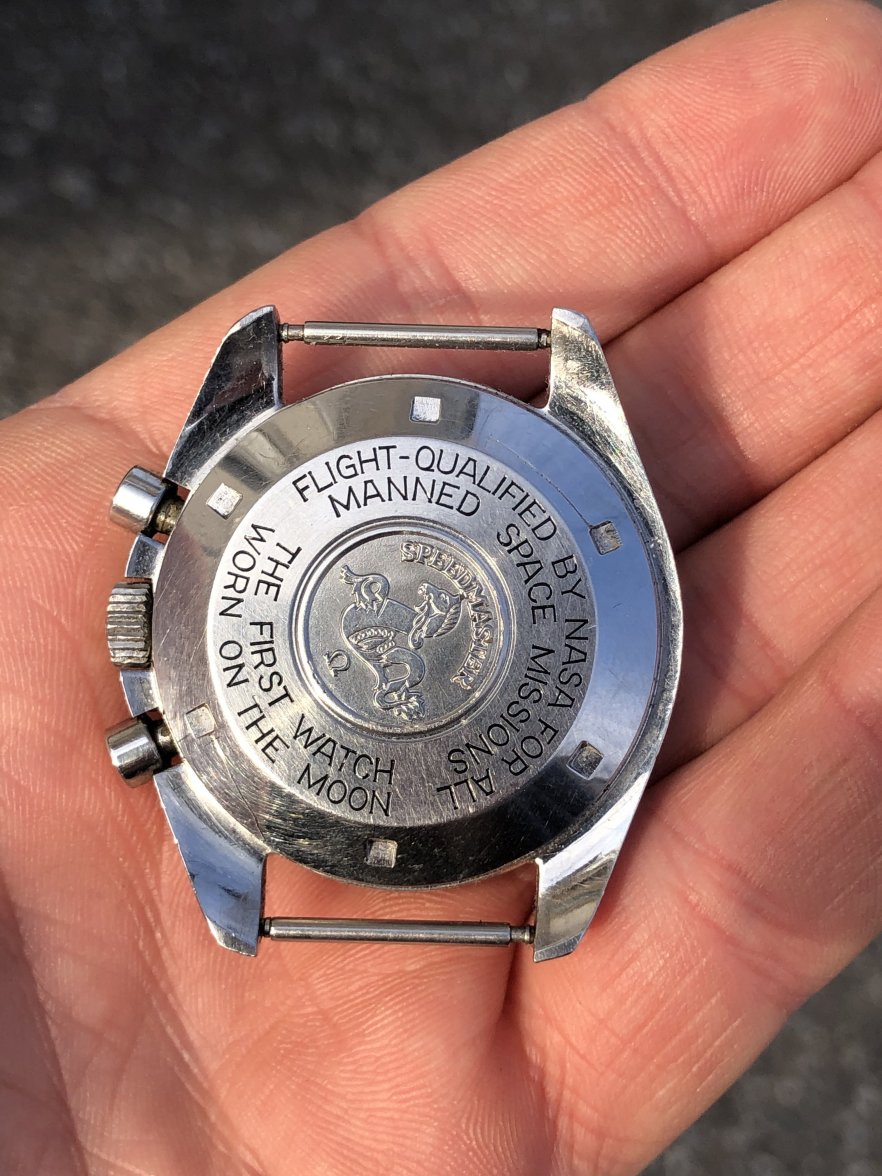 FLIGHT-QUALIFIED BY NASA FOR ALL
MANNED SPACE MISSIONS
THE FIRST WATCH
WORN ON THE MOON
SPEEDMASTER
Ω